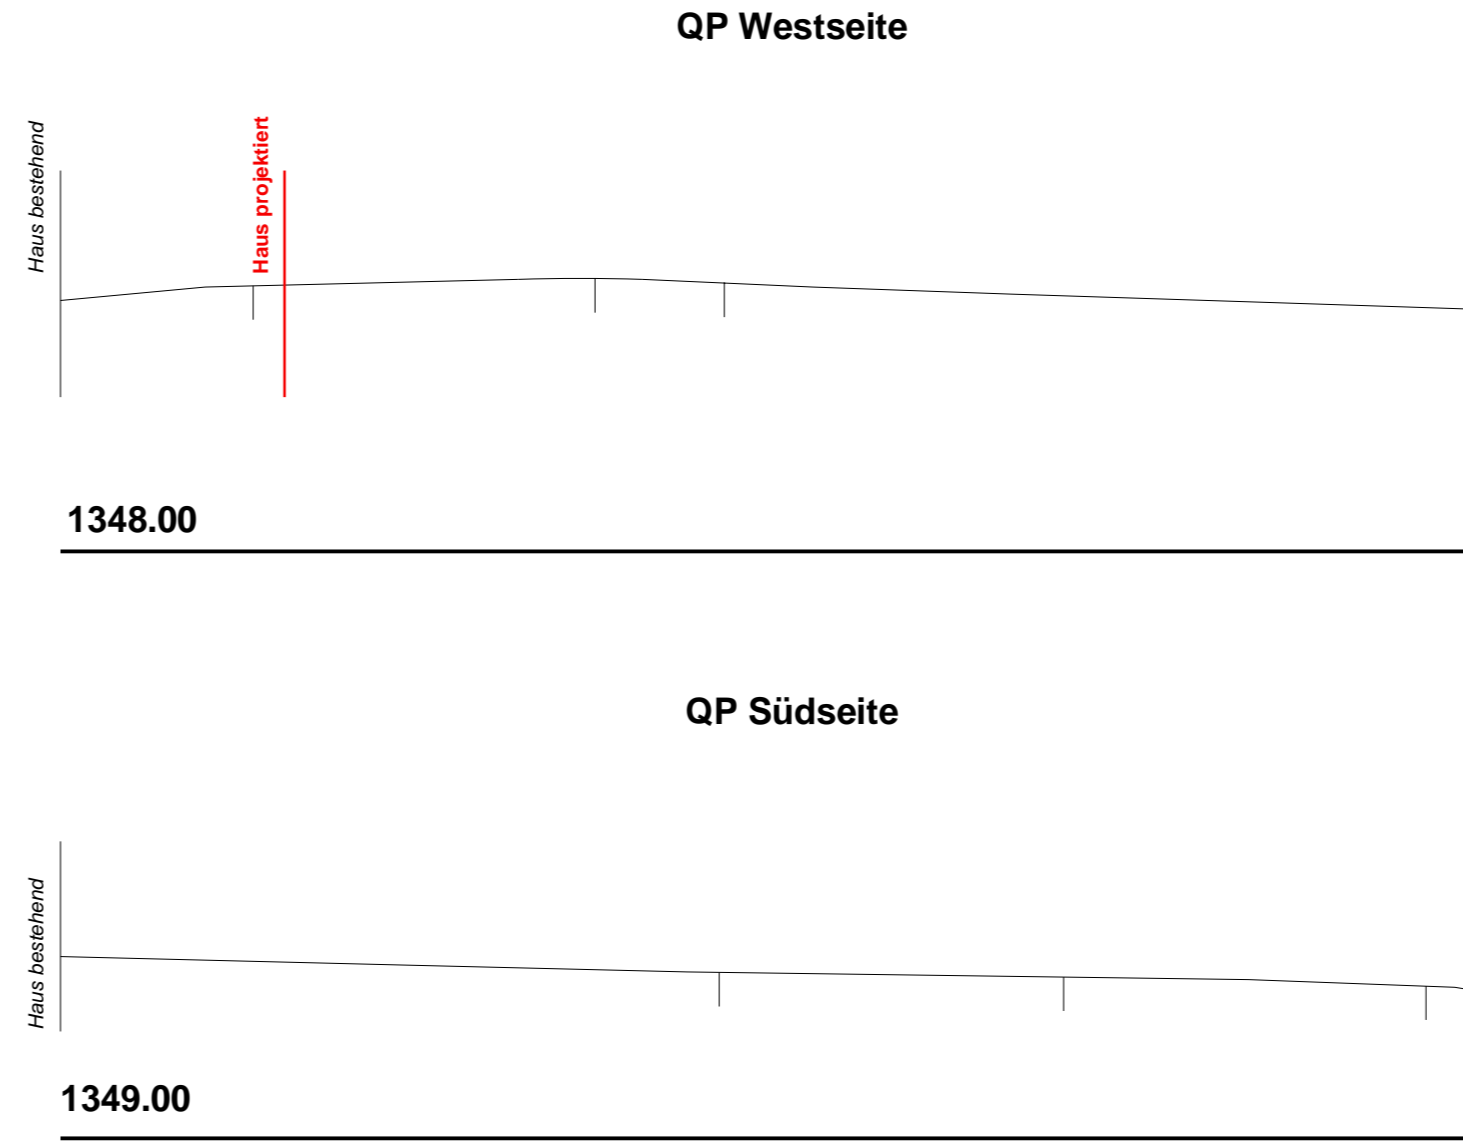 QP Westseite
Haus bestehend
Haus projektiert
1348.00
QP Südseite
Haus bestehend
1349.00